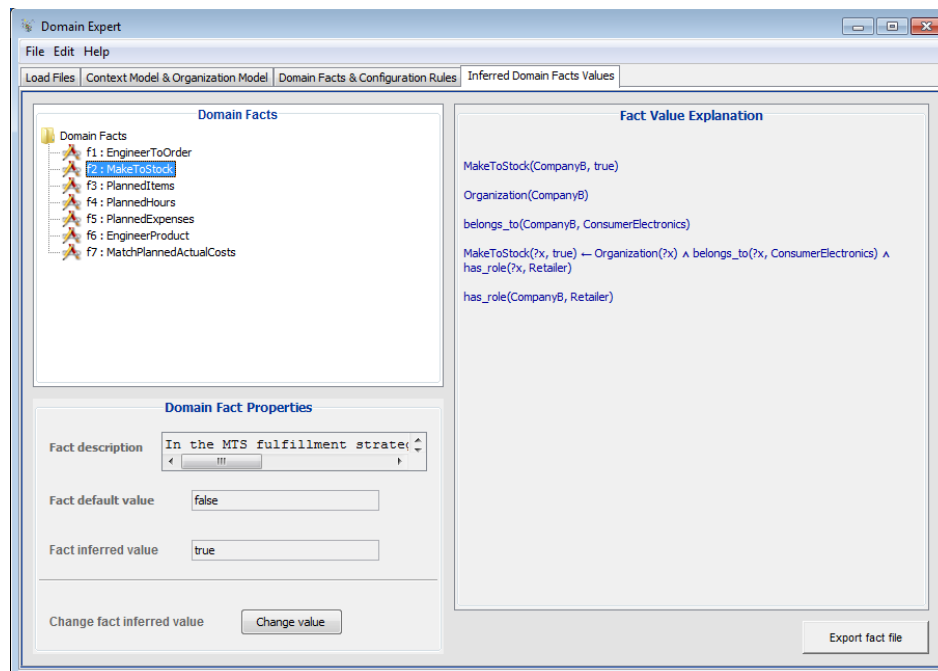 Domain Expert
File Edit Help
Load Files Context Model & Organization Model Domain Facts & Configuration Rules Inferred Domain Facts Values
Domain Facts
Domain Facts
f1 : EngineerToOrder
f2 : MakeToStock
f3 : PlannedItems
f4 : PlannedHours
f5 : PlannedExpenses
f6 : EngineerProduct
f7 : MatchPlannedActualCosts
Domain Fact Properties
Fact description In the MTS fulfillment strateg
Fact default value false
Fact inferred value true
Change fact inferred value Change value
Fact Value Explanation
MakeToStock(CompanyB, true)
Organization(CompanyB)
belongs_to(CompanyB, ConsumerElectronics)
MakeToStock(?x, true) ← Organization(?x) ∧ belongs_to(?x, ConsumerElectronics) ∧
has_role(?x, Retailer)
has_role(CompanyB, Retailer)
Export fact file